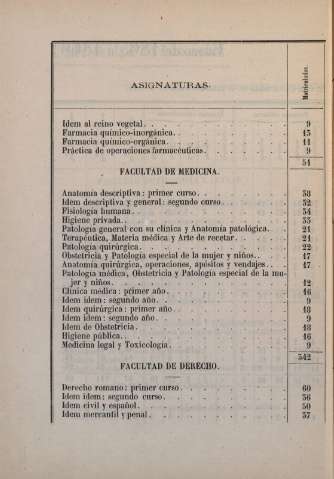 ASIGNATURAS.
Matriculadas.
Idem al reino vegetal. 9
Farmacia químico-inorgánica. 15
Farmacia químico-orgánica. 11
Práctica de operaciones farmacéuticas. 9
51
FACULTAD DE MEDICINA.
Anatomía descriptiva: primer curso. 58
Idem descriptiva y general: segundo curso 52
Fisiología humana. 54
Higiene privada. 55
Patología general con su clínica y Anatomía patológica. 21
Terapéutica, Materia médica y Arte de recetar. 21
Patología quirúrgica. 22
Obstetricia y Patología especial de la mujer y niños. 17
Anatomía quirúrgica, operaciones, apósitos y vendajes. 17
Patología médica, Obstetricia y Patología especial de la mu-
jer y niños. 12
Clínica médica: primer año. 16
Idem idem: segundo año. 9
Idem quirúrgica: primer año 18
Idem idem: segundo año. 9
Idem de Obstetricia. 18
Higiene pública. 16
Medicina legal y Toxicología. 9
542
FACULTAD DE DERECHO.
Derecho romano: primer curso. 60
Idem idem: segundo curso. 56
Idem civil y español. 50
Idem mercantil y penal. 57